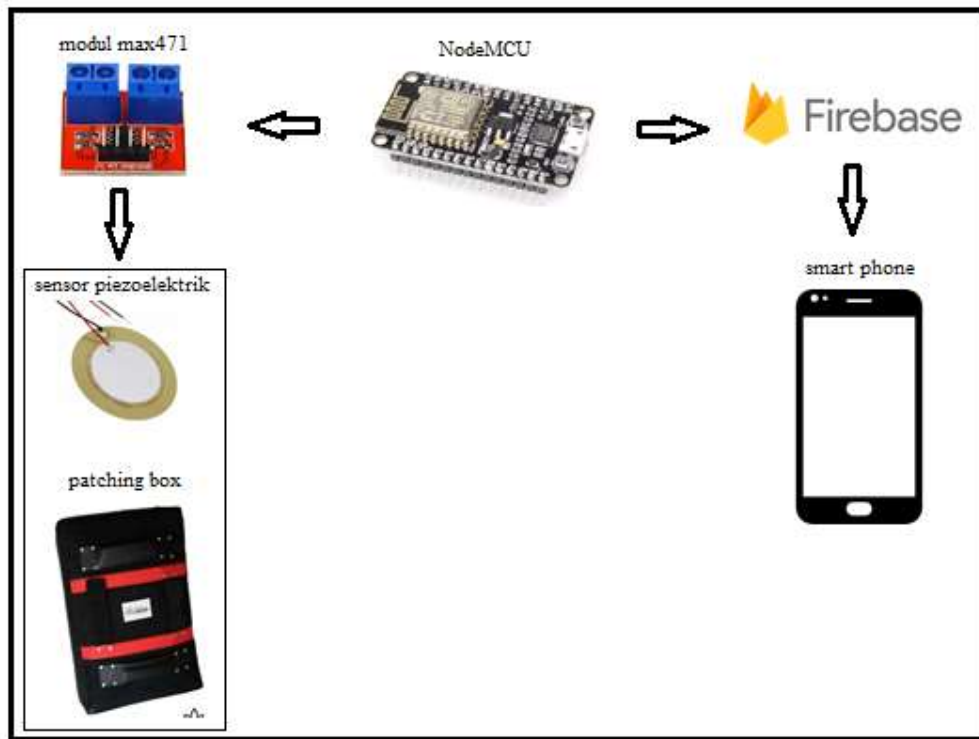 modul max471
NodeMCU
Firebase
sensor piezoelektrik
smart phone
patching box